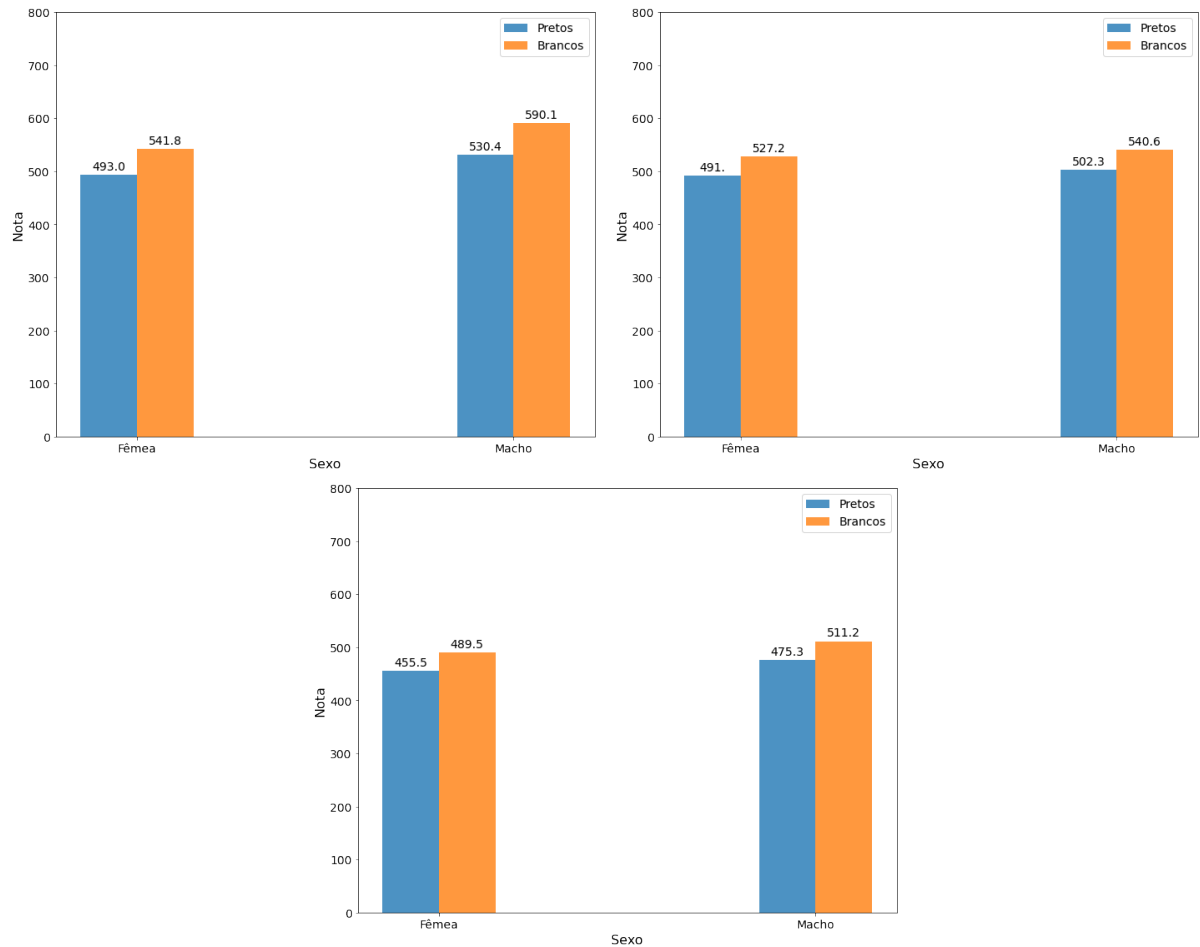 800
700
600
500
400
300
200
100
0
Nota
493.0
541.8
530.4
590.1
Pretos
Brancos
Fêmea
Macho
Sexo
800
700
600
500
400
300
200
100
0
Nota
491.
527.2
502.3
540.6
Pretos
Brancos
Fêmea
Macho
Sexo
800
700
600
500
400
300
200
100
0
Nota
455.5
489.5
475.3
511.2
Pretos
Brancos
Fêmea
Macho
Sexo